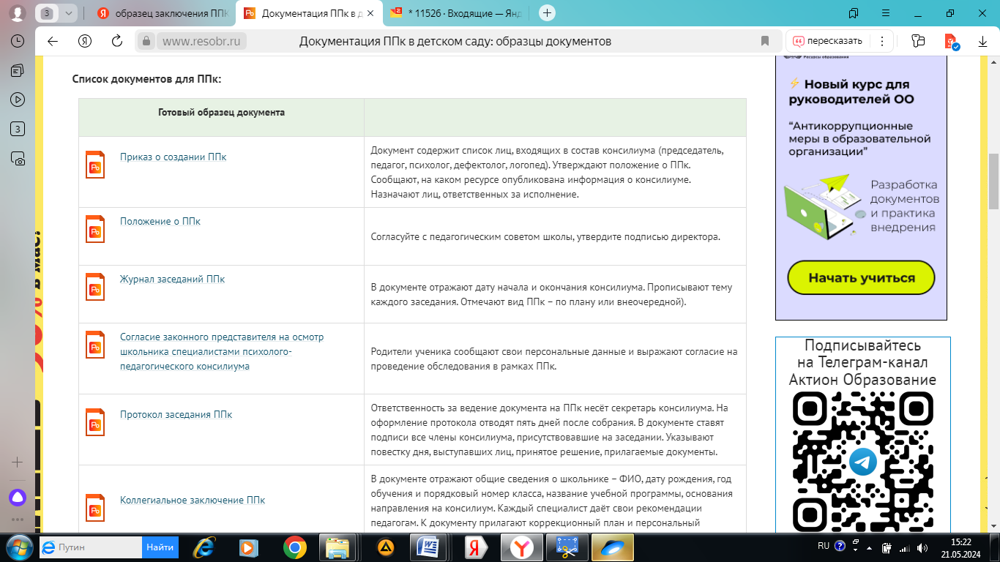 3
образец заключения ППК
Документация ППк в д
* 11526 · Входящие — Янд
www.resobr.ru
Документация ППк в детском саду: образцы документов
пересказать
3
Список документов для ППк:
Готовый образец документа
Приказ о создании ППк
Документ содержит список лиц, входящих в состав консилиума (председатель,
педагог, психолог, дефектолог, логопед). Утверждают положение о ППк.
Сообщают, на каком ресурсе опубликована информация о консилиуме.
Назначают лиц, ответственных за исполнение.
Положение о ППк
Согласуйте с педагогическим советом школы, утвердите подписью директора.
Журнал заседаний ППк
В документе отражают дату начала и окончания консилиума. Прописывают тему
каждого заседания. Отмечают вид ППк – по плану или внеочередной).
Согласие законного представителя на осмотр
школьника специалистами психолого-
педагогического консилиума
Родители ученика сообщают свои персональные данные и выражают согласие на
проведение обследования в рамках ППк.
Протокол заседания ППк
Ответственность за ведение документа на ППк несёт секретарь консилиума. На
оформление протокола отводят пять дней после собрания. В документе ставят
подписи все члены консилиума, присутствовавшие на заседании. Указывают
повестку дня, выступавших лиц, принятое решение, прилагаемые документы.
Коллегиальное заключение ППк
В документе отражают общие сведения о школьнике – ФИО, дату рождения, год
обучения и порядковый номер класса, название учебной программы, основания
направления на консилиум. Каждый специалист даёт свои рекомендации
педагогам. К документу прилагают коррекционный план и персональный
Ресурсы образования
Новый курс для
руководителей ОО
“Антикоррупционные
меры в образовательной
организации”
Разработка
документов
и практика
внедрения
Начать учиться
Подписывайтесь
на Телеграм-канал
Актион Образование
Путин
Найти
RU
15:22
21.05.2024